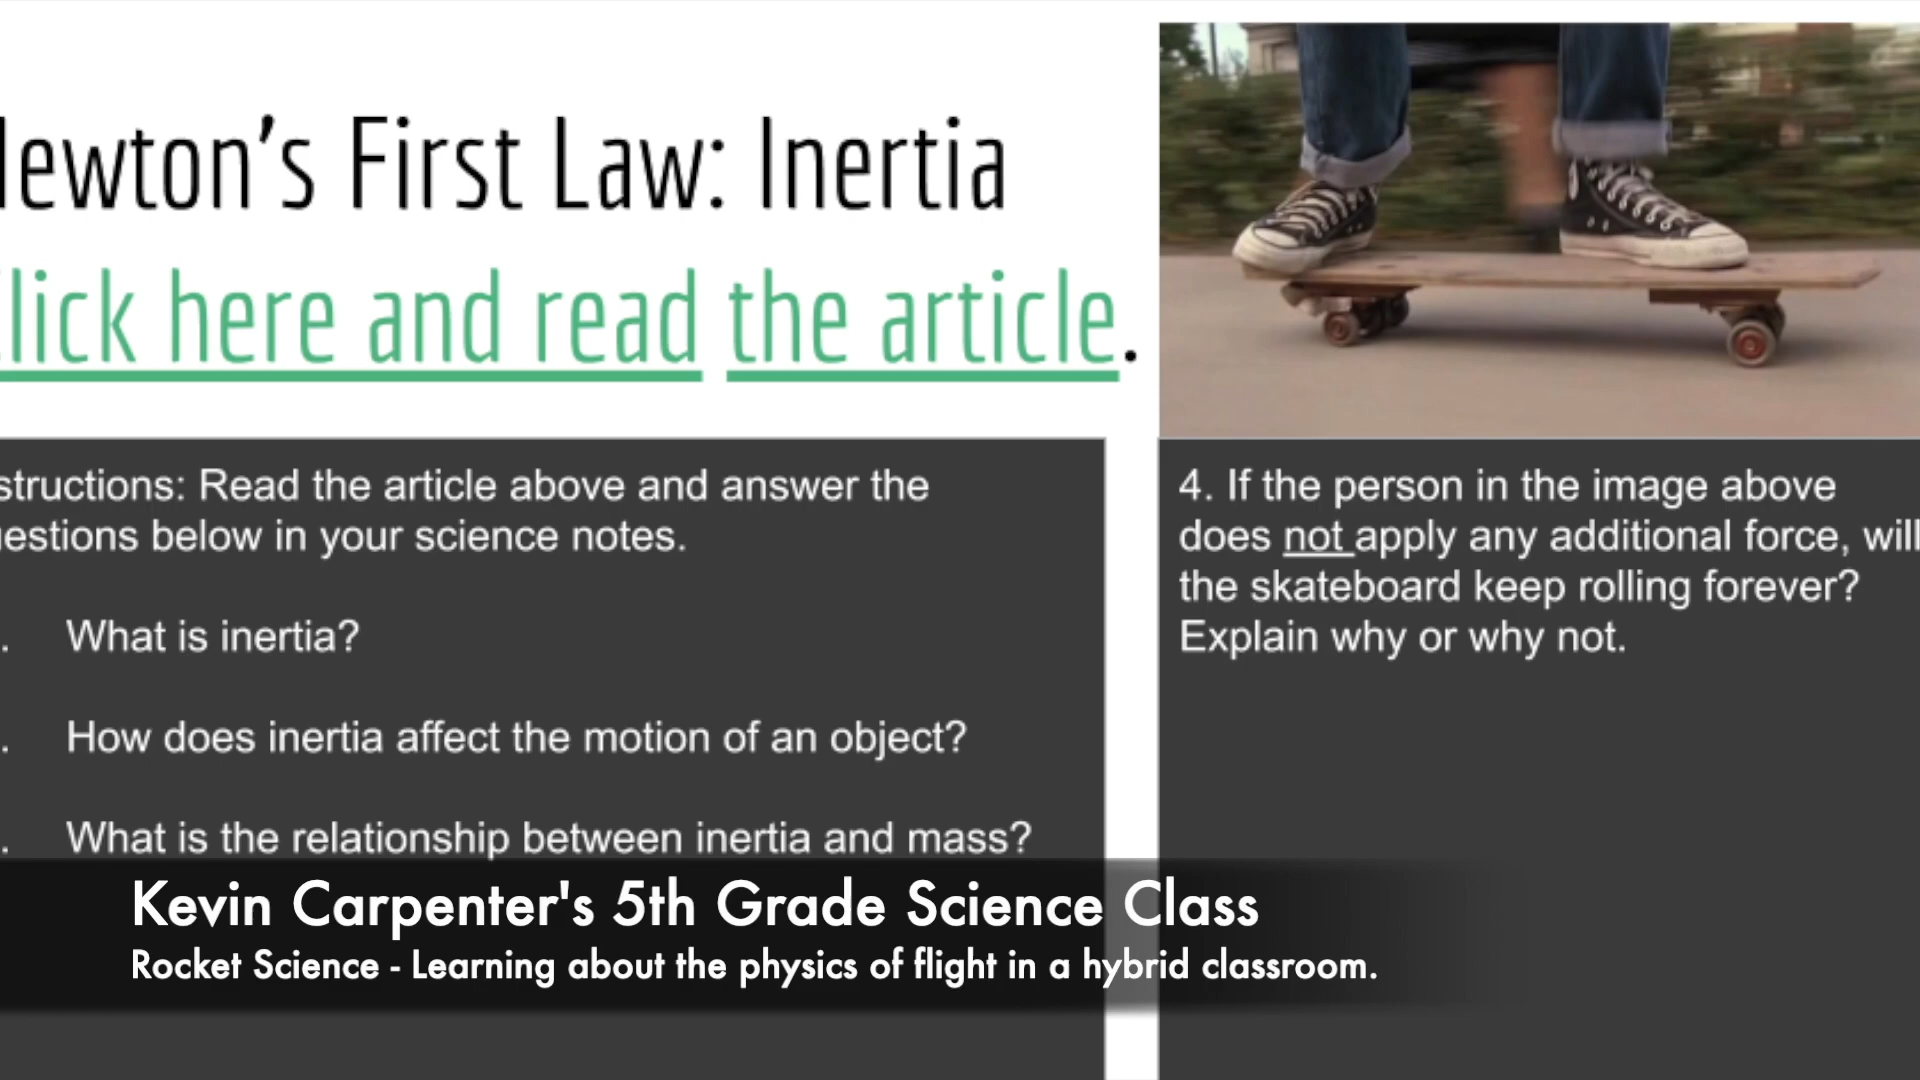 Newton's First Law: Inertia
Click here and read the article.
structions: Read the article above and answer the
estions below in your science notes.
. What is inertia?
. How does inertia affect the motion of an object?
. What is the relationship between inertia and mass?
4. If the person in the image above
does not apply any additional force, will
the skateboard keep rolling forever?
Explain why or why not.
Kevin Carpenter's 5th Grade Science Class
Rocket Science - Learning about the physics of flight in a hybrid classroom.